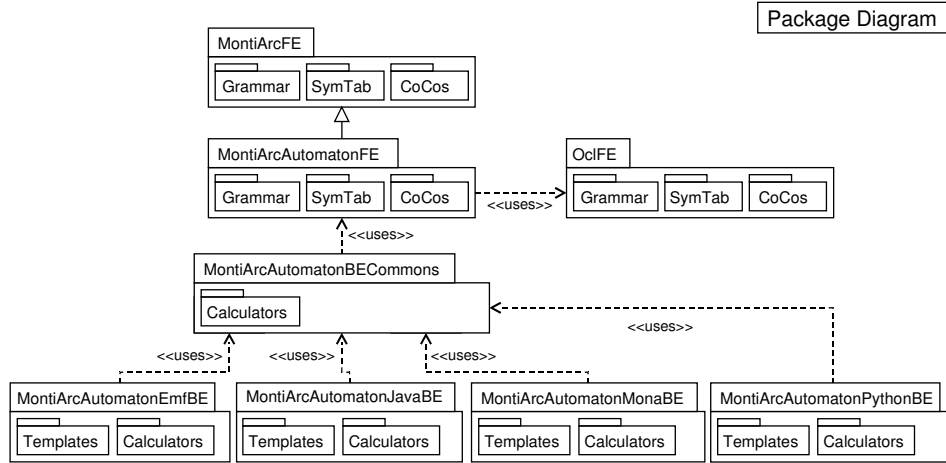 Package Diagram
MontiArcFE
Grammar SymTab CoCos
MontiArcAutomatonFE OclFE
Grammar SymTab CoCos <<uses>> Grammar SymTab CoCos
<<uses>>
MontiArcAutomatonBECommons
Calculators
<<uses>>
<<uses>> <<uses>> <<uses>>
MontiArcAutomatonEmfBE MontiArcAutomatonJavaBE MontiArcAutomatonMonaBE MontiArcAutomatonPythonBE
Templates Calculators Templates Calculators Templates Calculators Templates Calculators